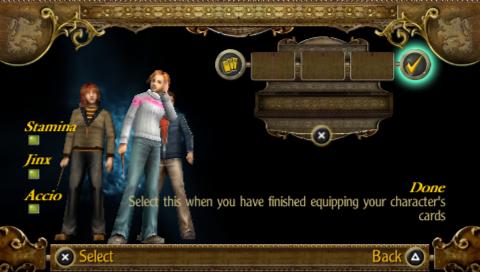 Stamina
Jinx
Accio
Done
Select this when you have finished equipping your character's
cards
Select
Back